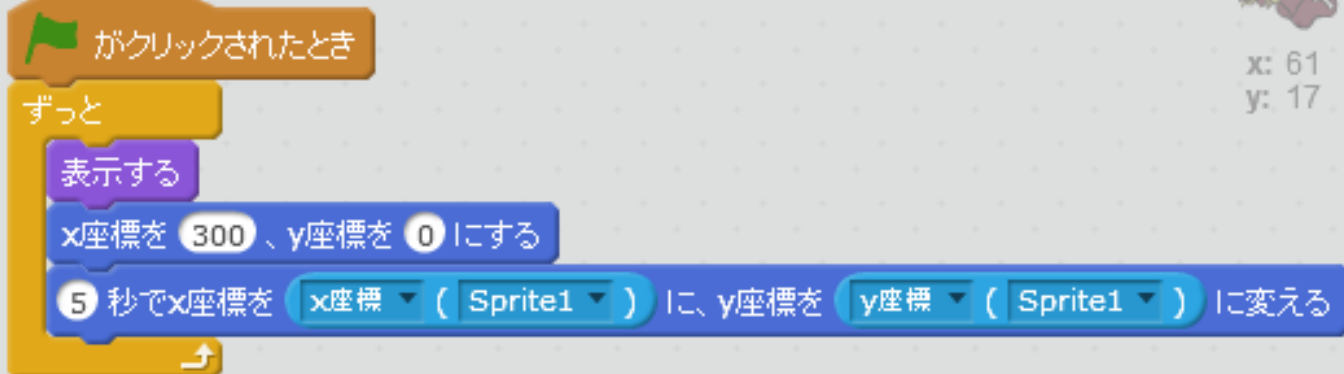 がクリックされたとき
x: 61
y: 17
ずっと
表示する
x座標を 300 、y座標を 0 にする
5 秒でx座標を x座標 ( Sprite1 ) に、y座標を y座標 ( Sprite1 ) に変える